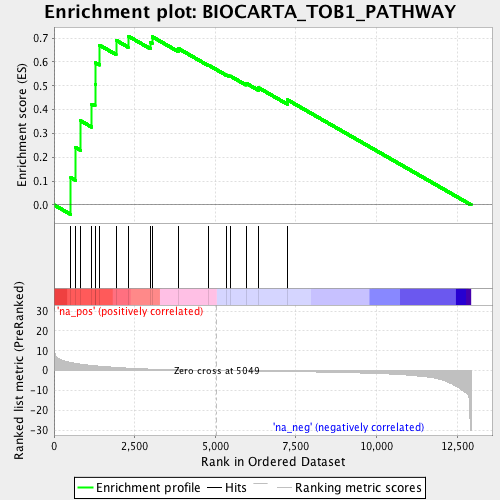 Enrichment plot: BIOCARTA_TOB1_PATHWAY
Enrichment score (ES)
0.7
0.6
0.5
0.4
0.3
0.2
0.1
0.0
'na_pos' (positively correlated)
Ranked list metric (PreRanked)
30
20
10
0
-10
-20
-30
Zero cross at 5049
'na_neg' (negatively correlated)
0
2,500
5,000
7,500
10,000
12,500
Rank in Ordered Dataset
Enrichment profile
Hits
Ranking metric scores